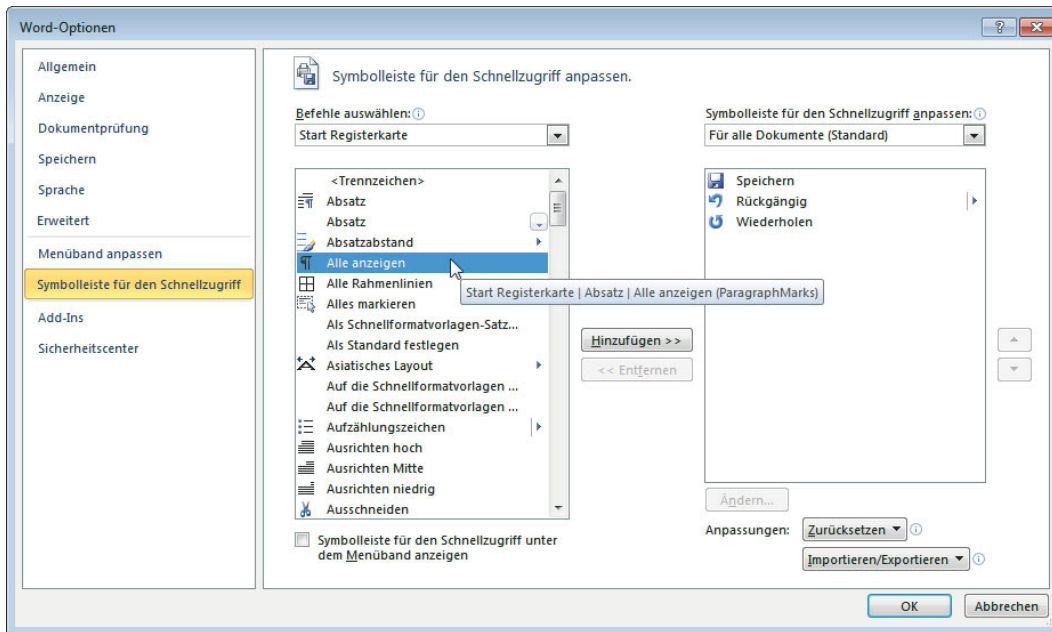 Word-Optionen
Allgemein
Anzeige
Dokumentprüfung
Speichern
Sprache
Erweitert
Menüband anpassen
Symbolleiste für den Schnellzugriff
Add-Ins
Sicherheitscenter
Symbolleiste für den Schnellzugriff anpassen.
Befehle auswählen:
Start Registerkarte
<Trennzeichen>
Absatz
Absatz
Absatzabstand
Alle anzeigen
Alle Rahmenlinien
Alles markieren
Als Schnellformatvorlagen-Satz...
Als Standard festlegen
Asiatisches Layout
Auf die Schnellformatvorlagen ...
Auf die Schnellformatvorlagen ...
Aufzählungszeichen
Ausrichten hoch
Ausrichten Mitte
Ausrichten niedrig
Ausschneiden
Start Registerkarte | Absatz | Alle anzeigen (ParagraphMarks)
Symbolleiste für den Schnellzugriff unter
dem Menüband anzeigen
Hinzufügen >>
<< Entfernen
Symbolleiste für den Schnellzugriff anpassen:
Für alle Dokumente (Standard)
Speichern
Rückgängig
Wiederholen
Ändern...
Anpassungen:
Zurücksetzen
Importieren/Exportieren
OK
Abbrechen